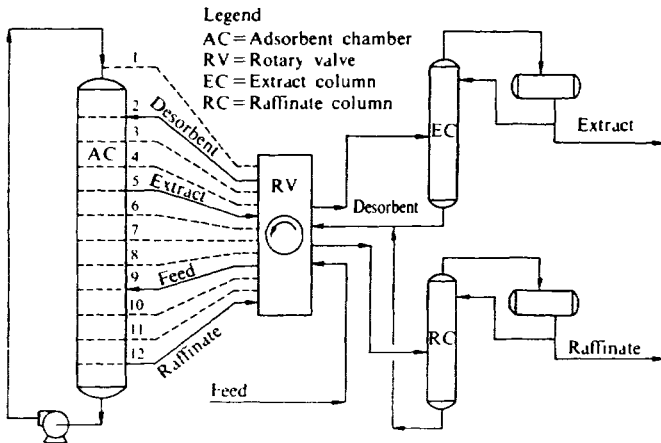 Legend
AC=Adsorbent chamber
RV=Rotary valve
EC=Extract column
RC=Raffinate column
1
2
Desorbent
3
AC
4
5
Extract
6
7
8
9
Feed
10
11
12
Raffinate
RV
Feed
Desorbent
EC
Extract
RC
Raffinate